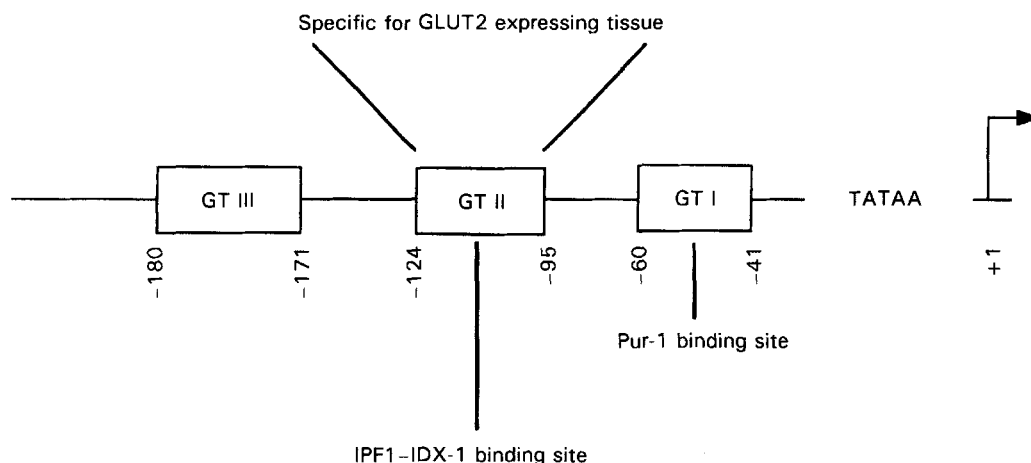 Specific for GLUT2 expressing tissue
GT III
GT II
GT I
TATAA
-180
-171
-124
-95
-60
-41
+1
Pur-1 binding site
IPF1-IDX-1 binding site